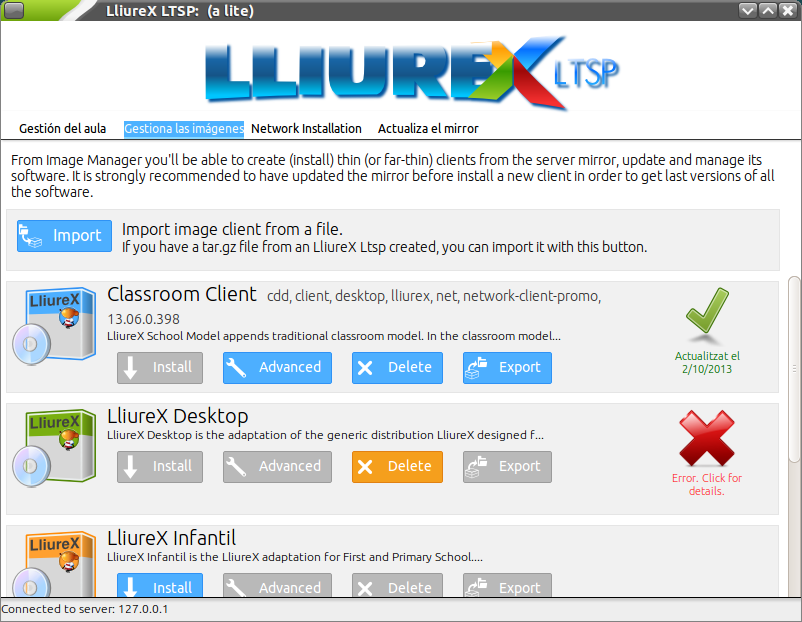 LliureX LTSP: (a lite)
LLIUREX LTSP
Gestión del aula Gestiona las imágenes Network Installation Actualiza el mirror
From Image Manager you'll be able to create (install) thin (or far-thin) clients from the server mirror, update and manage its
software. It is strongly recommended to have updated the mirror before install a new client in order to get last versions of all
the software.
Import
Import image client from a file.
If you have a tar.gz file from an LliureX Ltsp created, you can import it with this button.
LliureX
Classroom Client cdd, client, desktop, lliurex, net, network-client-promo,
13.06.0.398
LliureX School Model appends traditional classroom model. In the classroom model...
Install Advanced Delete Export
Actualitzat el
2/10/2013
LliureX
LliureX Desktop
LliureX Desktop is the adaptation of the generic distribution LliureX designed f...
Install Advanced Delete Export
Error. Click for
details.
LliureX
LliureX Infantil
LliureX Infantil is the LliureX adaptation for First and Primary School....
Install Advanced Delete Export
Connected to server: 127.0.0.1